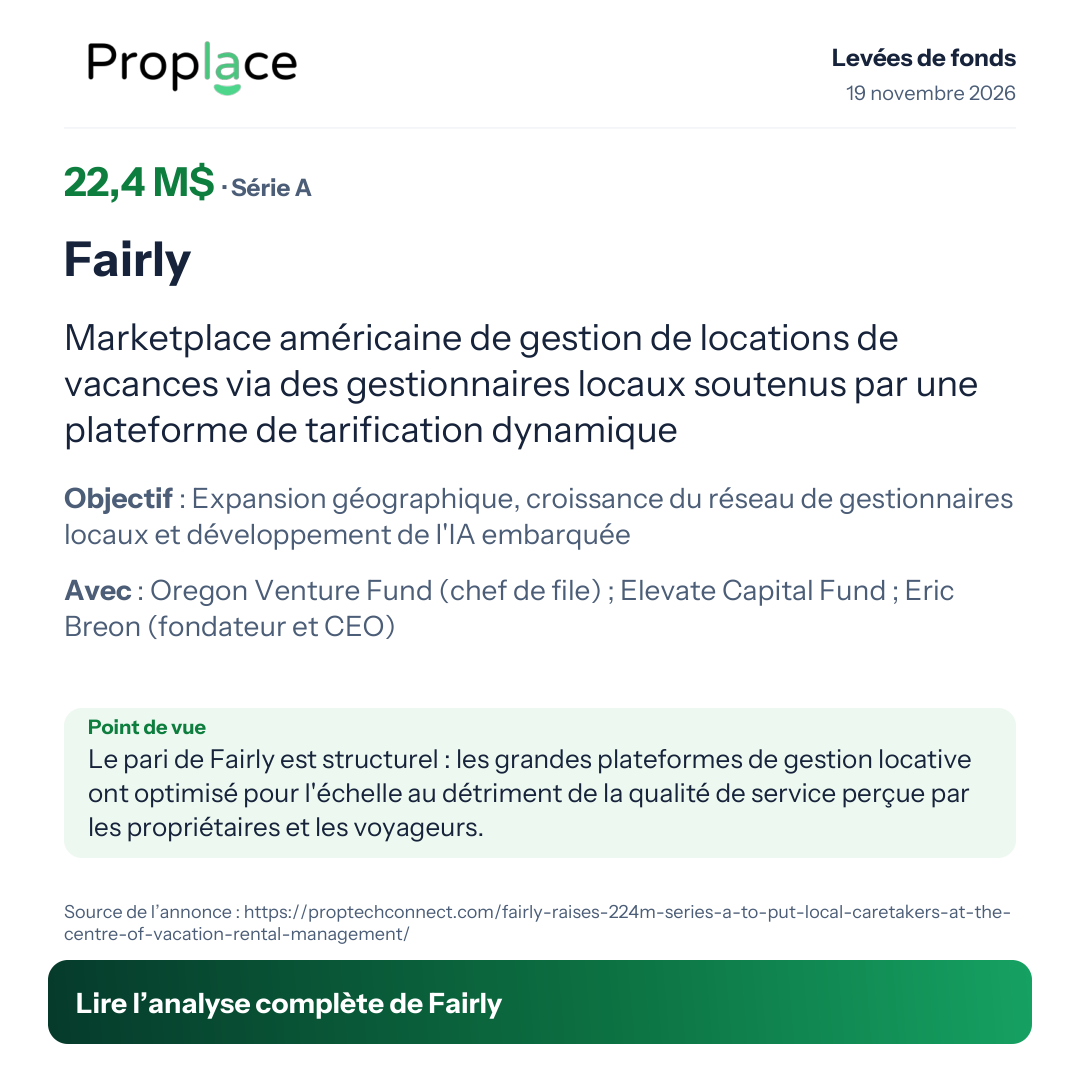 Proplace
Levées de fonds
19 novembre 2026
22,4 M$ · Série A
Fairly
Marketplace américaine de gestion de locations de
vacances via des gestionnaires locaux soutenus par une
plateforme de tarification dynamique
Objectif : Expansion géographique, croissance du réseau de gestionnaires
locaux et développement de l'IA embarquée
Avec : Oregon Venture Fund (chef de file) ; Elevate Capital Fund ; Eric
Breon (fondateur et CEO)
Point de vue
Le pari de Fairly est structurel : les grandes plateformes de gestion locative
ont optimisé pour l'échelle au détriment de la qualité de service perçue par
les propriétaires et les voyageurs.
Source de l’annonce : https://proptechconnect.com/fairly-raises-224m-series-a-to-put-local-caretakers-at-the-
centre-of-vacation-rental-management/
Lire l’analyse complète de Fairly